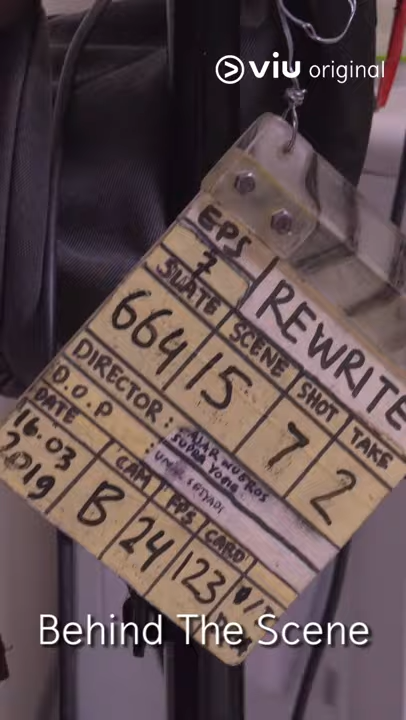 viu original
EPS
7
REWRITE
SLATE
SCENE
SHOT
TAKE
664
15
7
2
DIRECTOR :
D.O.P
DATE
16.03
2019
CAM
B
FPS
24
CARD
123
Behind The Scene